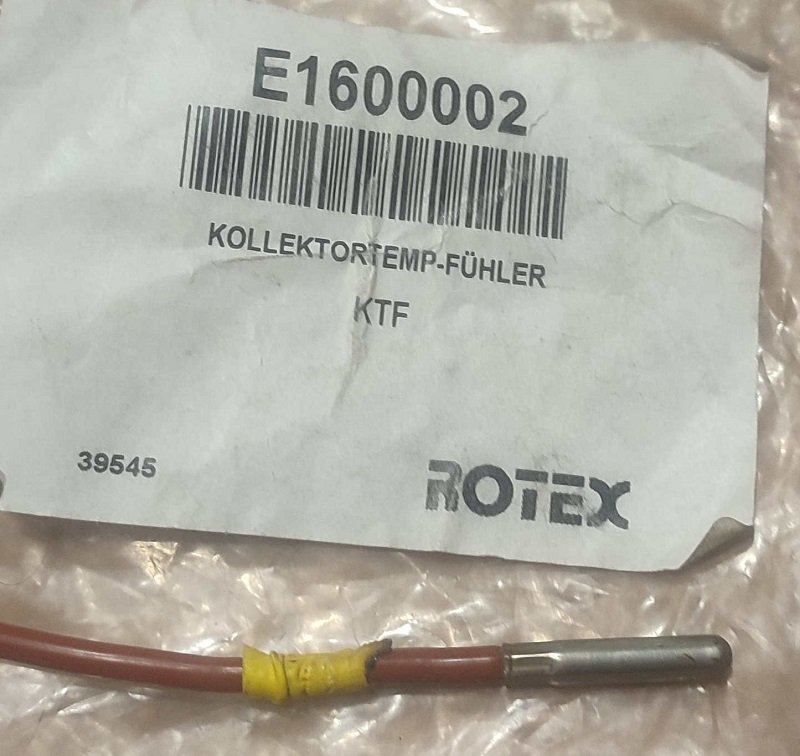 E1600002
KOLLEKTORTEMP-FÜHLER
KTF
39545
ROTEX